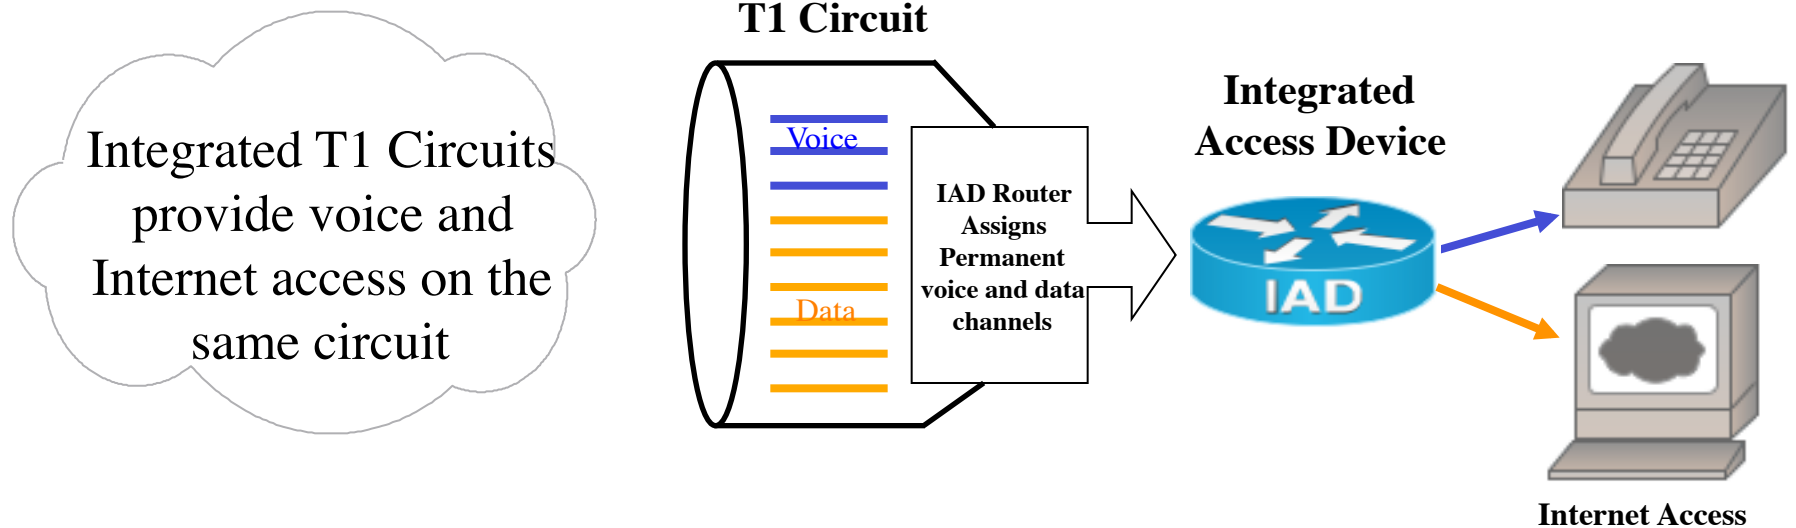 Integrated T1 Circuits
provide voice and
Internet access on the
same circuit
T1 Circuit
Voice
Data
IAD Router
Assigns
Permanent
voice and data
channels
Integrated
Access Device
IAD
Internet Access